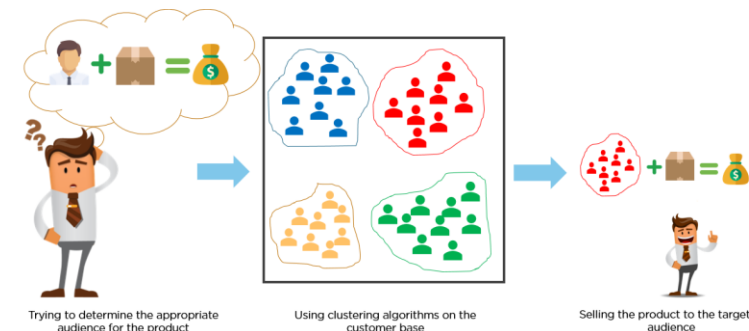 ??
$
$
Trying to determine the appropriate
audience for the product
Using clustering algorithms on the
customer base
Selling the product to the target
audience